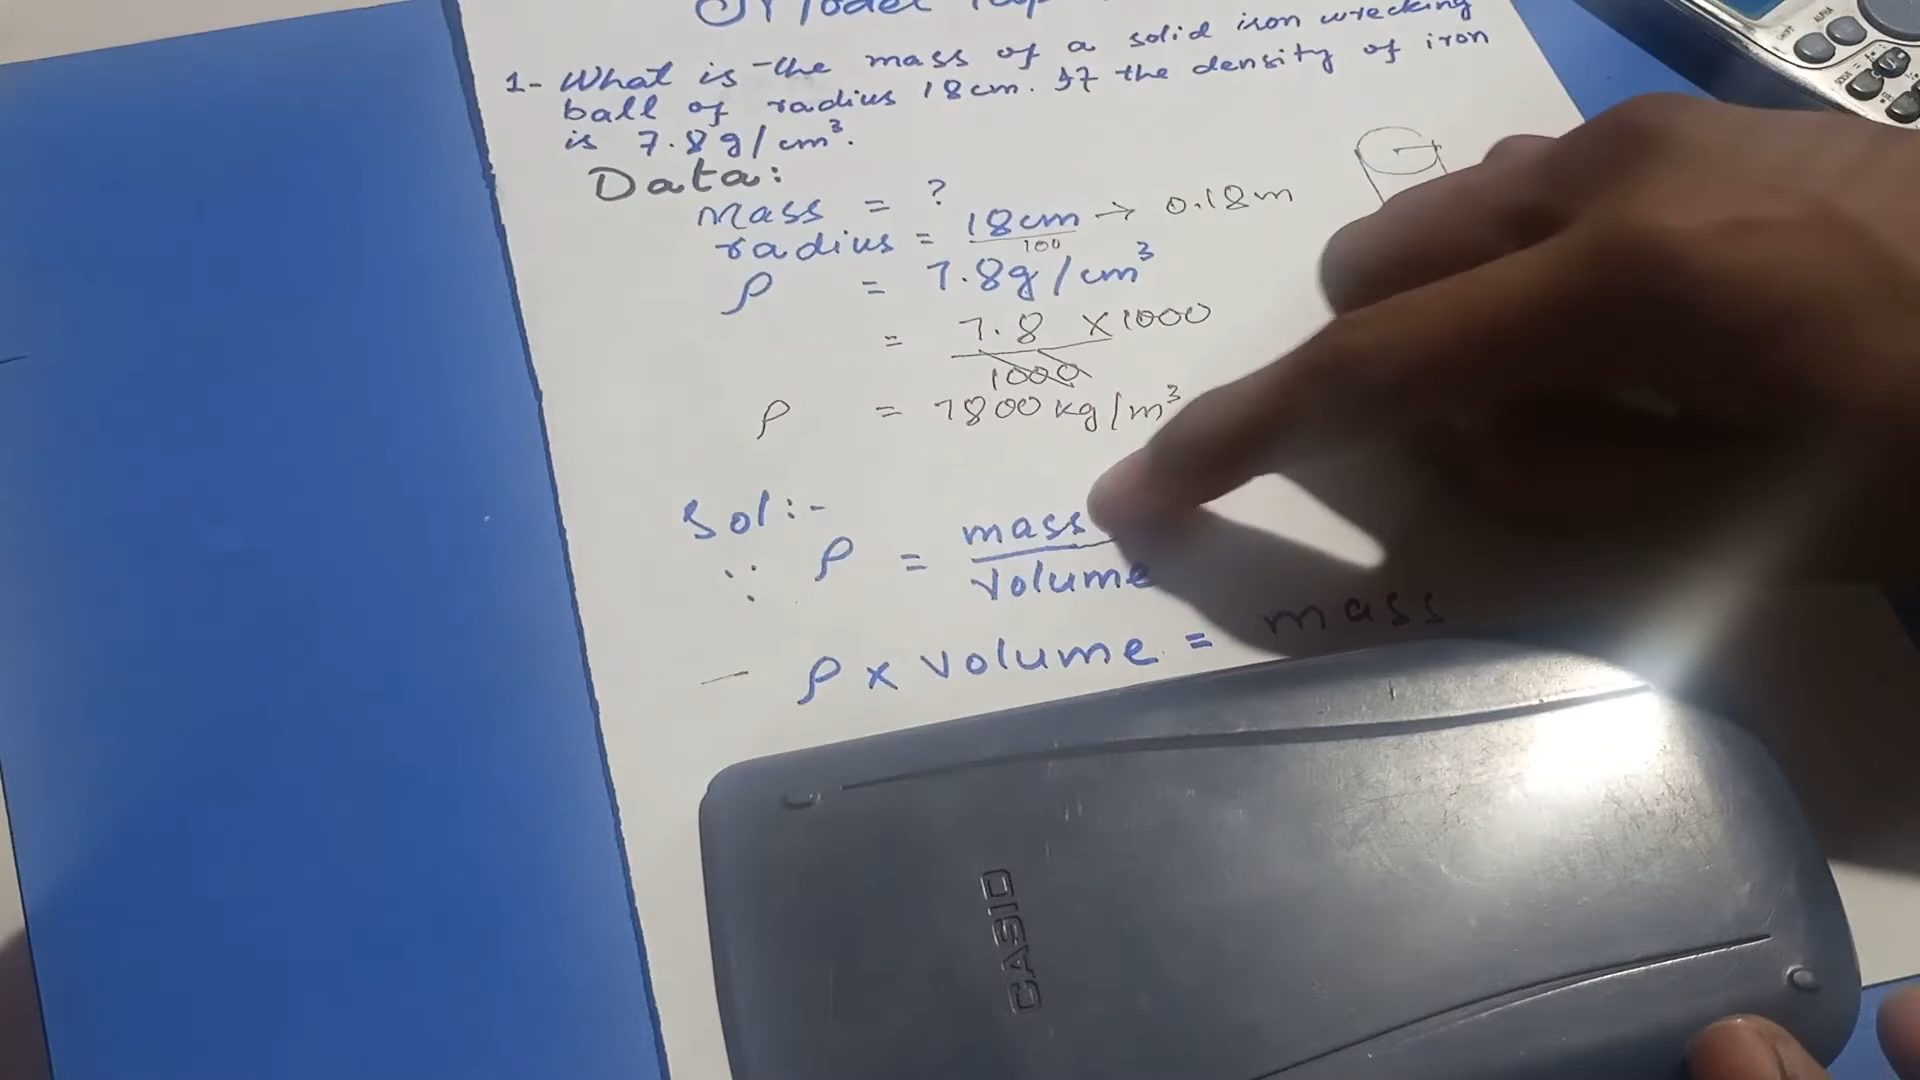 Model
1- What is the mass of a solid iron wrecking
ball of radius 18cm. If the density of iron
is 7.8g/cm³.
Data:
mass = ?
radius = 18cm/100 → 0.18m
ρ = 7.8g/cm³
= 7.8 × 1000 / 1000
ρ = 7800 kg/m³
Sol:-
∵ ρ = mass / volume
— ρ × volume = mass
CASIO